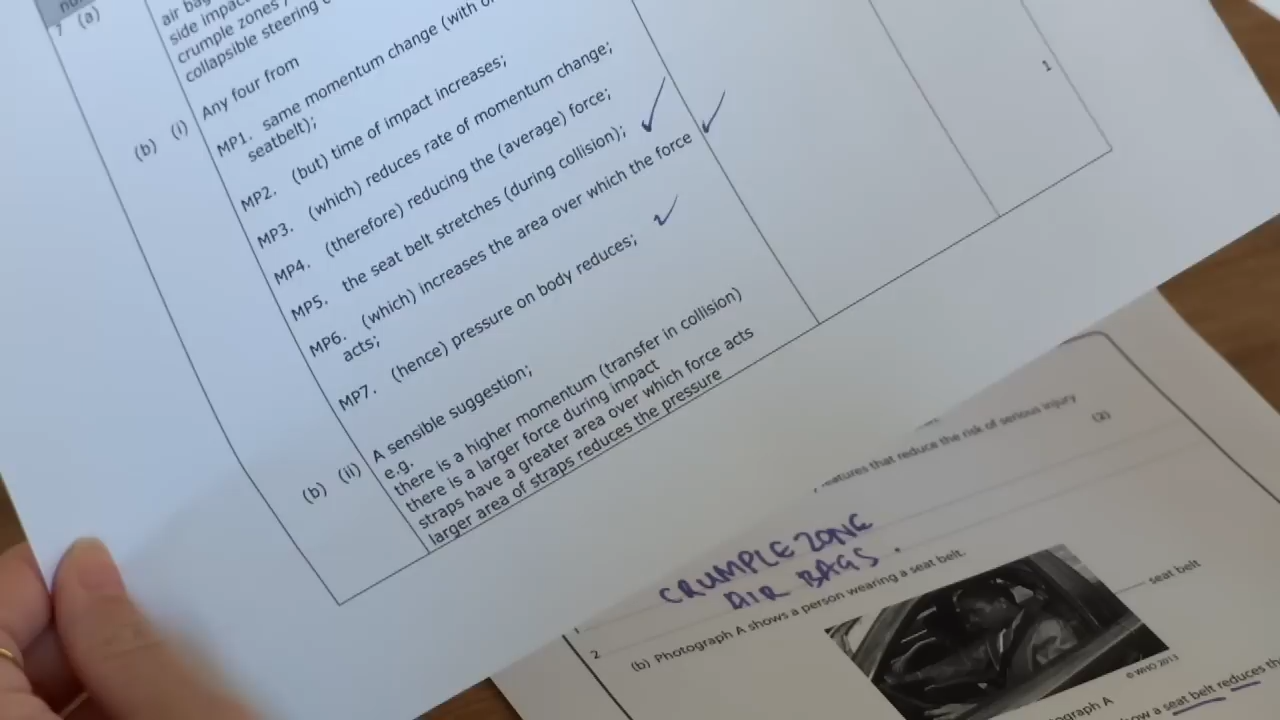 7 (a)
air bag
side impact
crumple zones
collapsible steering
(b) (i) Any four from
MP1. same momentum change (with or
seatbelt);
MP2. (but) time of impact increases;
MP3. (which) reduces rate of momentum change;
MP4. (therefore) reducing the (average) force;
MP5. the seat belt stretches (during collision);
MP6. (which) increases the area over which the force
acts;
MP7. (hence) pressure on body reduces;
1
(b) (ii) A sensible suggestion;
e.g.
there is a higher momentum (transfer in collision)
there is a larger force during impact
straps have a greater area over which force acts
larger area of straps reduces the pressure
features that reduce the risk of serious injury
(2)
1 CRUMPLE ZONE
2 AIR BAGS.
(b) Photograph A shows a person wearing a seat belt.
seat belt
© WHO 2013
Photograph A
how a seat belt reduces the